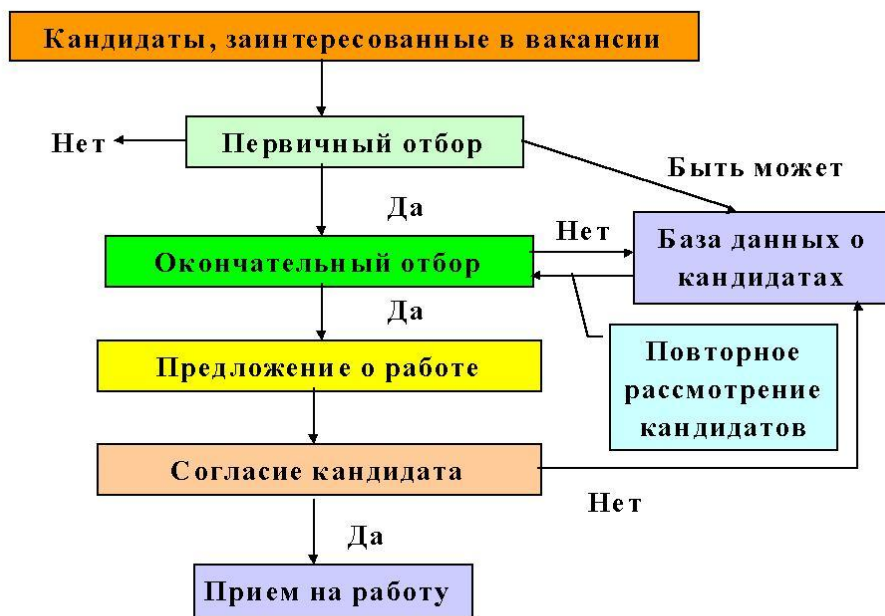 Кандидаты, заинтересованные в вакансии
Нет
Первичный отбор
Быть может
Да
Окончательный отбор
Нет
База данных о
кандидатах
Да
Предложение о работе
Повторное
рассмотрение
кандидатов
Согласие кандидата
Нет
Да
Прием на работу